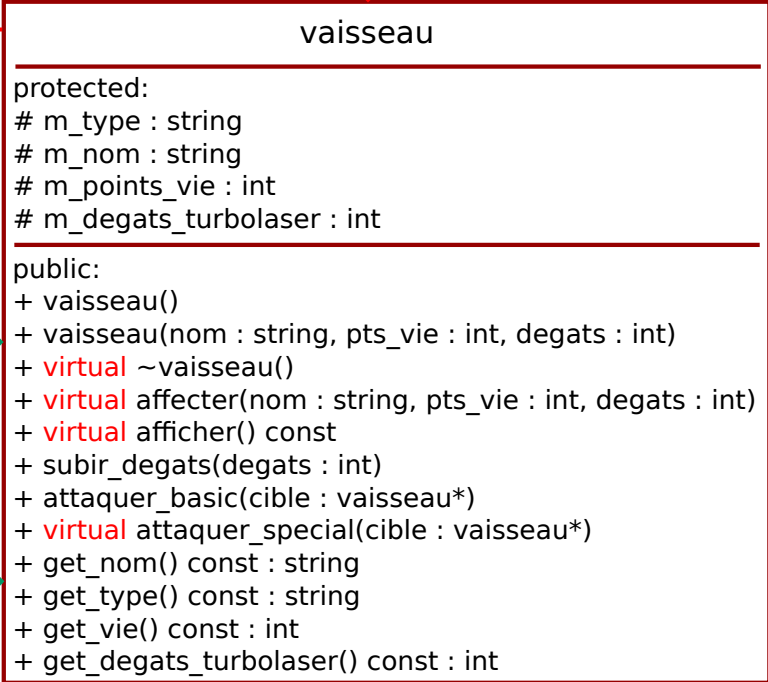 vaisseau
protected:
# m_type : string
# m_nom : string
# m_points_vie : int
# m_degats_turbolaser : int
public:
+ vaisseau()
+ vaisseau(nom : string, pts_vie : int, degats : int)
+ virtual ~vaisseau()
+ virtual affecter(nom : string, pts_vie : int, degats : int)
+ virtual afficher() const
+ subir_degats(degats : int)
+ attaquer_basic(cible : vaisseau*)
+ virtual attaquer_special(cible : vaisseau*)
+ get_nom() const : string
+ get_type() const : string
+ get_vie() const : int
+ get_degats_turbolaser() const : int